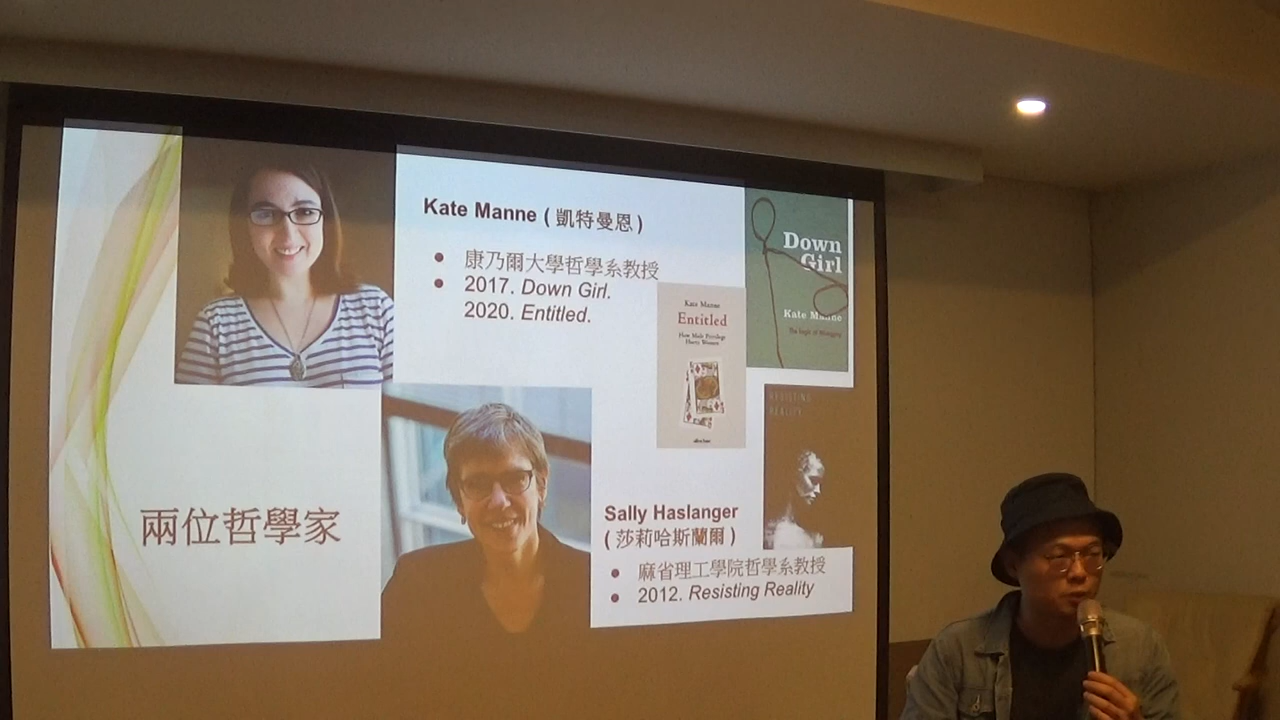 Kate Manne ( 凱特曼恩 )
康乃爾大學哲學系教授
2017. Down Girl.
2020. Entitled.
Down
Girl
Kate Manne
The Logic of Misogyny
Kate Manne
Entitled
How Male Privilege
Hurts Women
RESISTING
REALITY
兩位哲學家
Sally Haslanger
( 莎莉哈斯蘭爾 )
麻省理工學院哲學系教授
2012. Resisting Reality